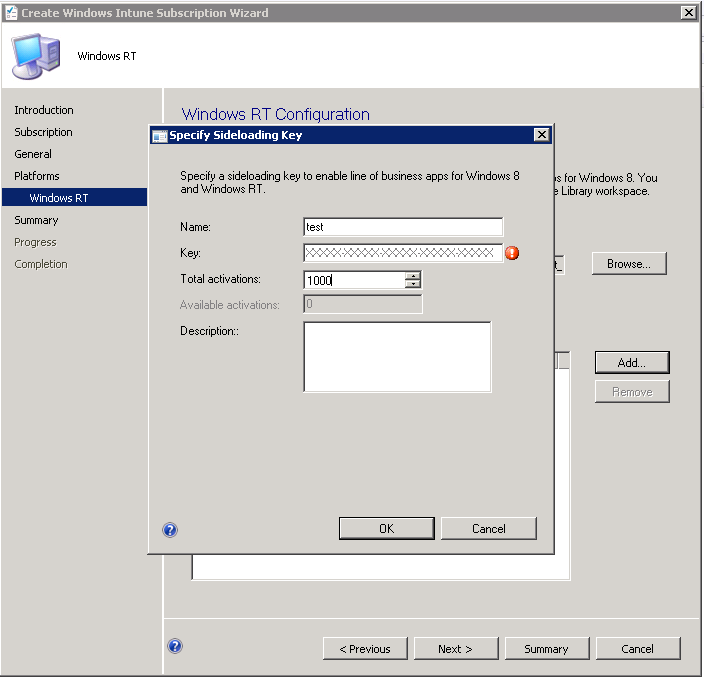 Create Windows Intune Subscription Wizard
Windows RT
Introduction
Subscription
General
Platforms
Windows RT
Summary
Progress
Completion
Windows RT Configuration
for Windows 8. You
Library workspace.
Browse...
Add...
Remove
Specify Sideloading Key
Specify a sideloading key to enable line of business apps for Windows 8
and Windows RT.
Name:
test
Key:
XXXXX-XXXXX-XXXXX-XXXXX-XXXXX
Total activations:
1000
Available activations:
0
Description::
OK
Cancel
< Previous
Next >
Summary
Cancel